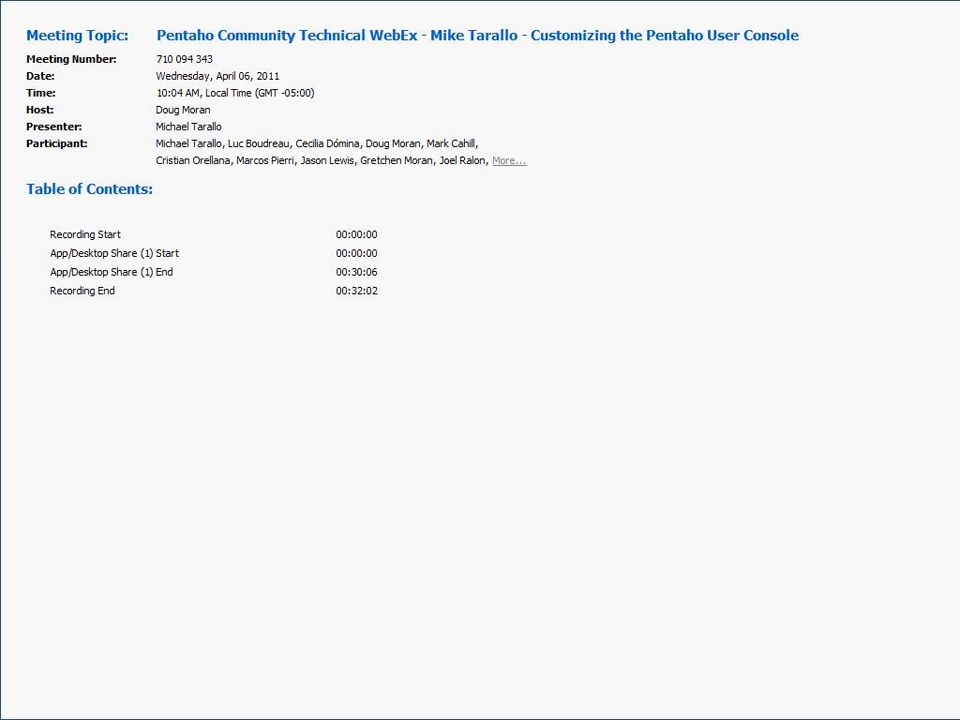 Meeting Topic: Pentaho Community Technical WebEx - Mike Tarallo - Customizing the Pentaho User Console
Meeting Number: 710 094 343
Date: Wednesday, April 06, 2011
Time: 10:04 AM, Local Time (GMT -05:00)
Host: Doug Moran
Presenter: Michael Tarallo
Participant: Michael Tarallo, Luc Boudreau, Cecilia Dómina, Doug Moran, Mark Cahill,
Cristian Orellana, Marcos Pierri, Jason Lewis, Gretchen Moran, Joel Ralon, More...
Table of Contents:
Recording Start 00:00:00
App/Desktop Share (1) Start 00:00:00
App/Desktop Share (1) End 00:30:06
Recording End 00:32:02